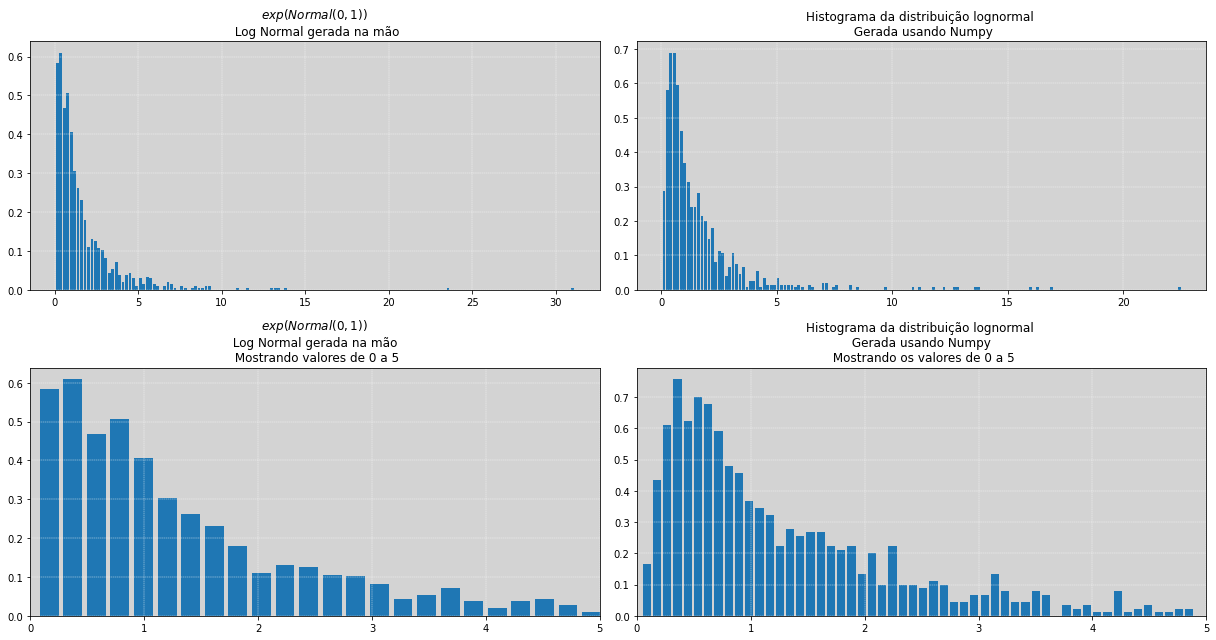 exp(Normal(0, 1))
Log Normal gerada na mão
0.6
0.5
0.4
0.3
0.2
0.1
0.0
0 5 10 15 20 25 30
Histograma da distribuição lognormal
Gerada usando Numpy
0.7
0.6
0.5
0.4
0.3
0.2
0.1
0.0
0 5 10 15 20
exp(Normal(0, 1))
Log Normal gerada na mão
Mostrando valores de 0 a 5
0.6
0.5
0.4
0.3
0.2
0.1
0.0
0 1 2 3 4 5
Histograma da distribuição lognormal
Gerada usando Numpy
Mostrando os valores de 0 a 5
0.7
0.6
0.5
0.4
0.3
0.2
0.1
0.0
0 1 2 3 4 5